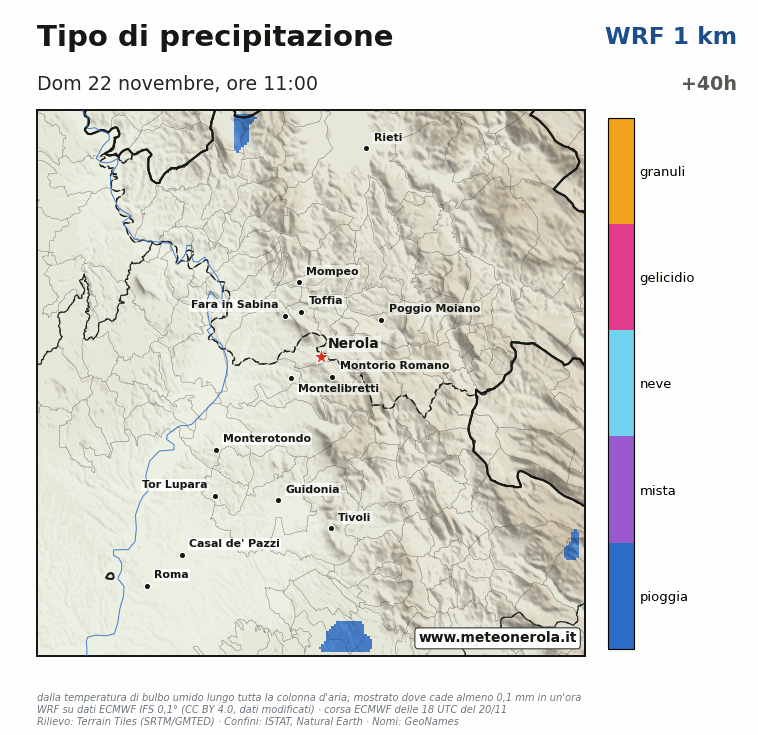 Tipo di precipitazione
WRF 1 km
Dom 22 novembre, ore 11:00
+40h
Rieti
granuli
gelicidio
Mompeo
Toffia
Fara in Sabina
Poggio Moiano
Nerola
Montorio Romano
neve
Montelibretti
Monterotondo
Tor Lupara
Guidonia
mista
Tivoli
Casal de' Pazzi
Roma
pioggia
www.meteonerola.it
dalla temperatura di bulbo umido lungo tutta la colonna d'aria; mostrato dove cade almeno 0,1 mm in un'ora
WRF su dati ECMWF IFS 0,1° (CC BY 4.0, dati modificati) · corsa ECMWF delle 18 UTC del 20/11
Rilievo: Terrain Tiles (SRTM/GMTED) · Confini: ISTAT, Natural Earth · Nomi: GeoNames